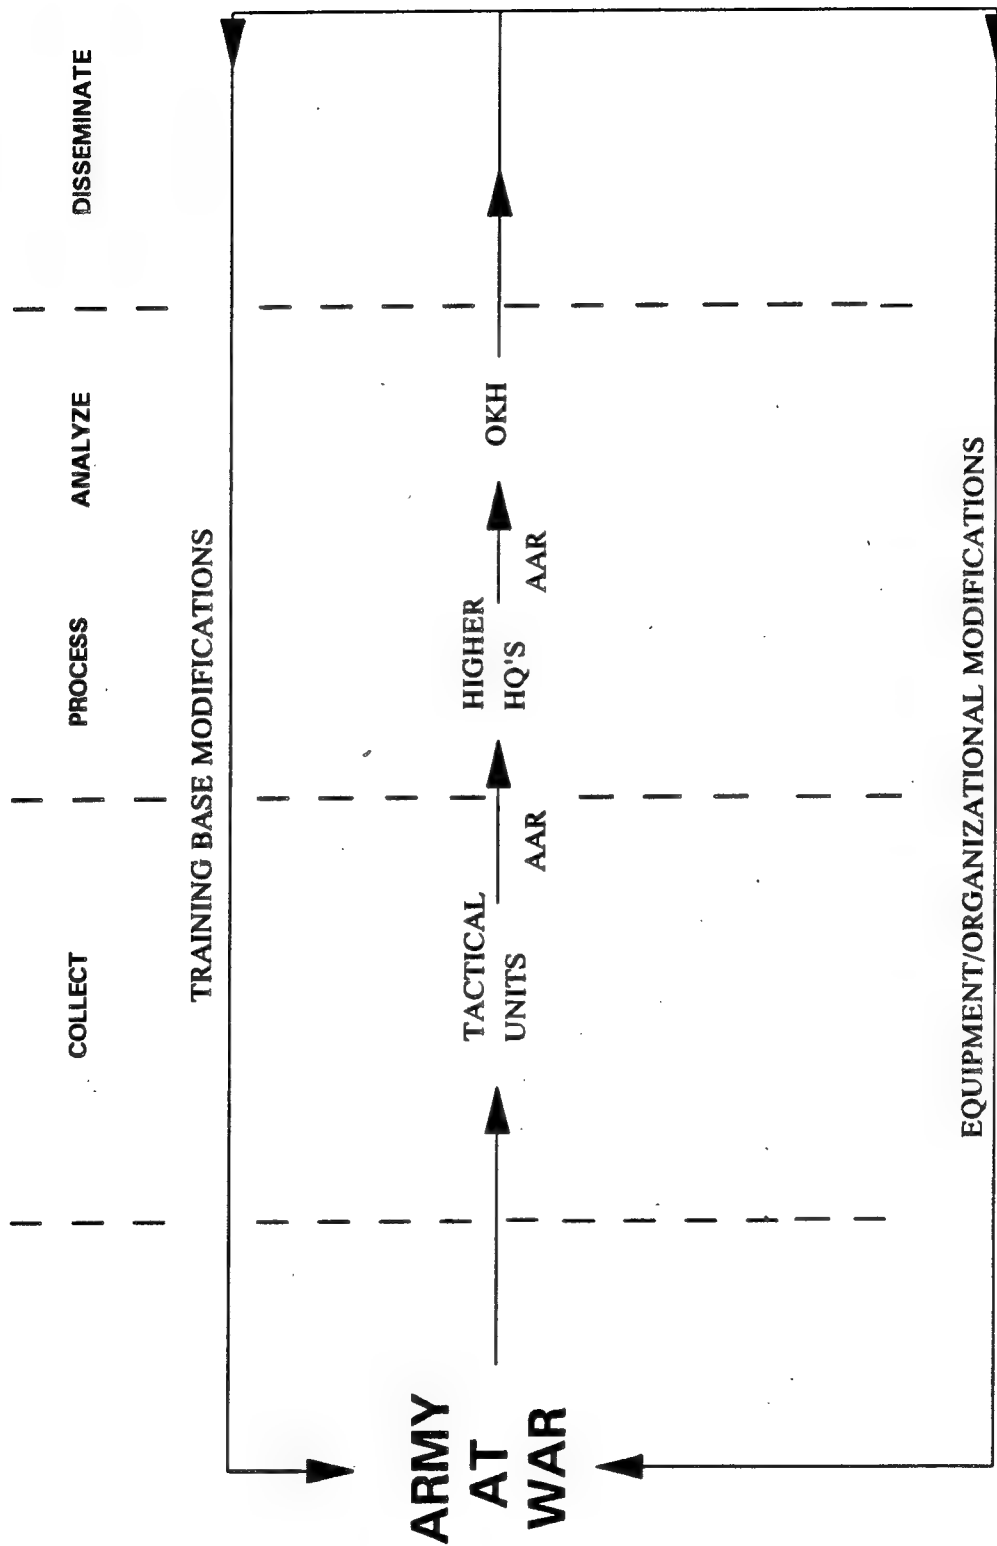 COLLECT
PROCESS
ANALYZE
DISSEMINATE
TRAINING BASE MODIFICATIONS
ARMY
AT
WAR
TACTICAL
UNITS
AAR
HIGHER
HQ'S
AAR
OKH
EQUIPMENT/ORGANIZATIONAL MODIFICATIONS